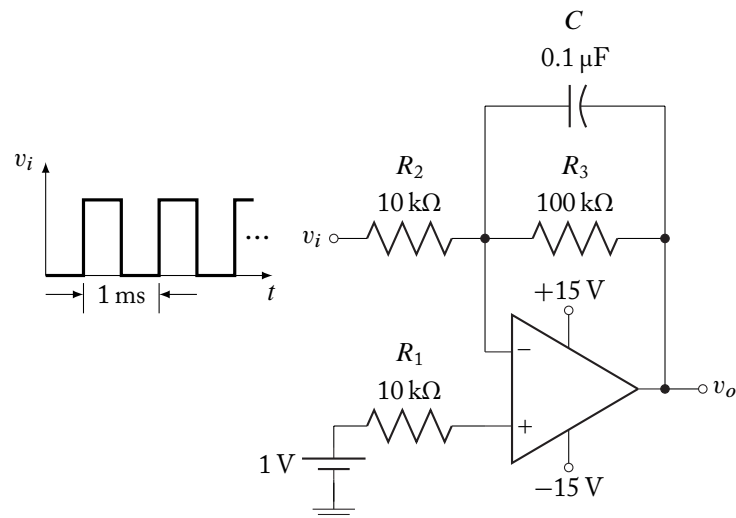 C
0.1 µF
v_i
R_2
10 kΩ
R_3
100 kΩ
v_i
...
1 ms
t
+15 V
−
R_1
10 kΩ
v_o
+
1 V
−15 V